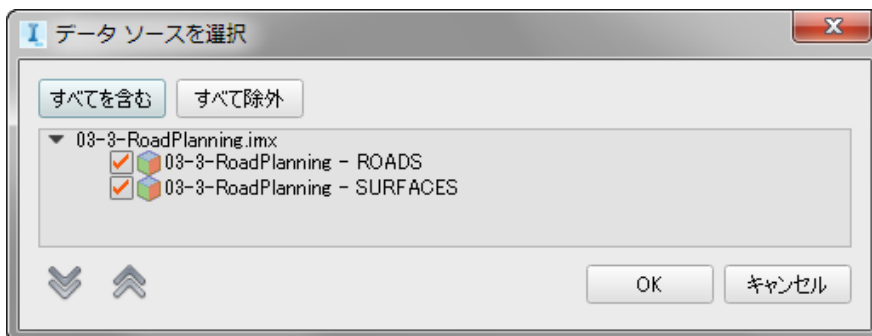 データ ソースを選択
すべてを含む すべて除外
03-3-RoadPlanning.imx
03-3-RoadPlanning - ROADS
03-3-RoadPlanning - SURFACES
OK キャンセル